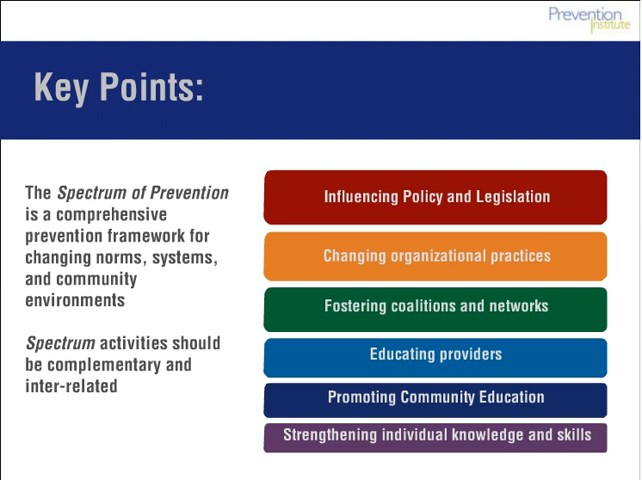 Prevention
Institute
Key Points:
The Spectrum of Prevention
is a comprehensive
prevention framework for
changing norms, systems,
and community
environments
Spectrum activities should
be complementary and
inter-related
Influencing Policy and Legislation
Changing organizational practices
Fostering coalitions and networks
Educating providers
Promoting Community Education
Strengthening individual knowledge and skills